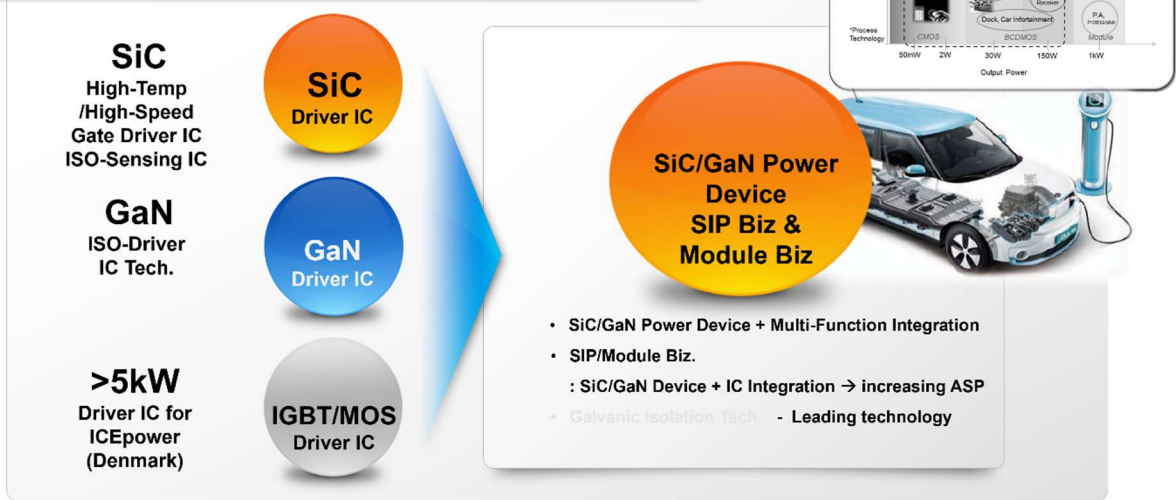 SiC
High-Temp
/High-Speed
Gate Driver IC
ISO-Sensing IC
SiC
Driver IC
GaN
ISO-Driver
IC Tech.
GaN
Driver IC
>5kW
Driver IC for
ICEpower
(Denmark)
IGBT/MOS
Driver IC
SiC/GaN Power
Device
SIP Biz &
Module Biz
• SiC/GaN Power Device + Multi-Function Integration
• SIP/Module Biz.
: SiC/GaN Device + IC Integration → increasing ASP
• Galvanic Isolation Tech. - Leading technology
Receiver
Dock, Car Infortainment
P.A,
Professional
*Process
Technology
CMOS
BCDMOS
Module
50mW 2W 30W 150W 1kW
Output Power